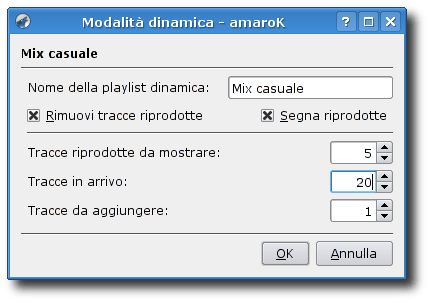 Modalità dinamica - amaroK
Mix casuale
Nome della playlist dinamica: Mix casuale
Rimuovi tracce riprodotte Segna riprodotte
Tracce riprodotte da mostrare: 5
Tracce in arrivo: 20
Tracce da aggiungere: 1
OK Annulla